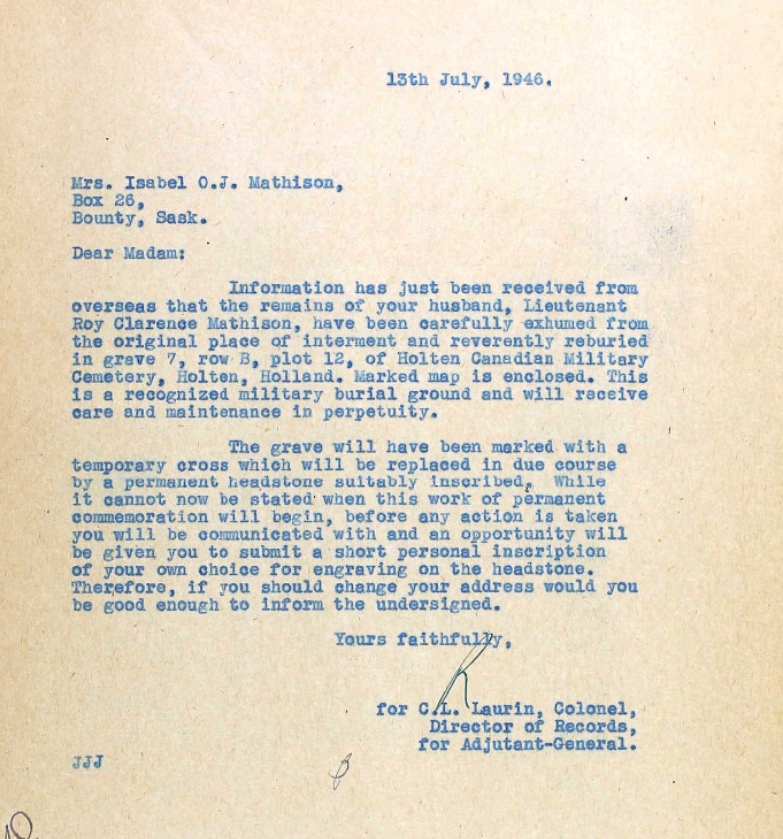 13th July, 1946.
Mrs. Isabel O.J. Mathison,
Box 26,
Bounty, Sask.
Dear Madam:
Information has just been received from
overseas that the remains of your husband, Lieutenant
Roy Clarence Mathison, have been carefully exhumed from
the original place of interment and reverently reburied
in grave 7, row B, plot 12, of Holten Canadian Military
Cemetery, Holten, Holland. Marked map is enclosed. This
is a recognized military burial ground and will receive
care and maintenance in perpetuity.
The grave will have been marked with a
temporary cross which will be replaced in due course
by a permanent headstone suitably inscribed. While
it cannot now be stated when this work of permanent
commemoration will begin, before any action is taken
you will be communicated with and an opportunity will
be given you to submit a short personal inscription
of your own choice for engraving on the headstone.
Therefore, if you should change your address would you
be good enough to inform the undersigned.
Yours faithfully,
for C.L. Laurin, Colonel,
Director of Records,
for Adjutant-General.
JJJ